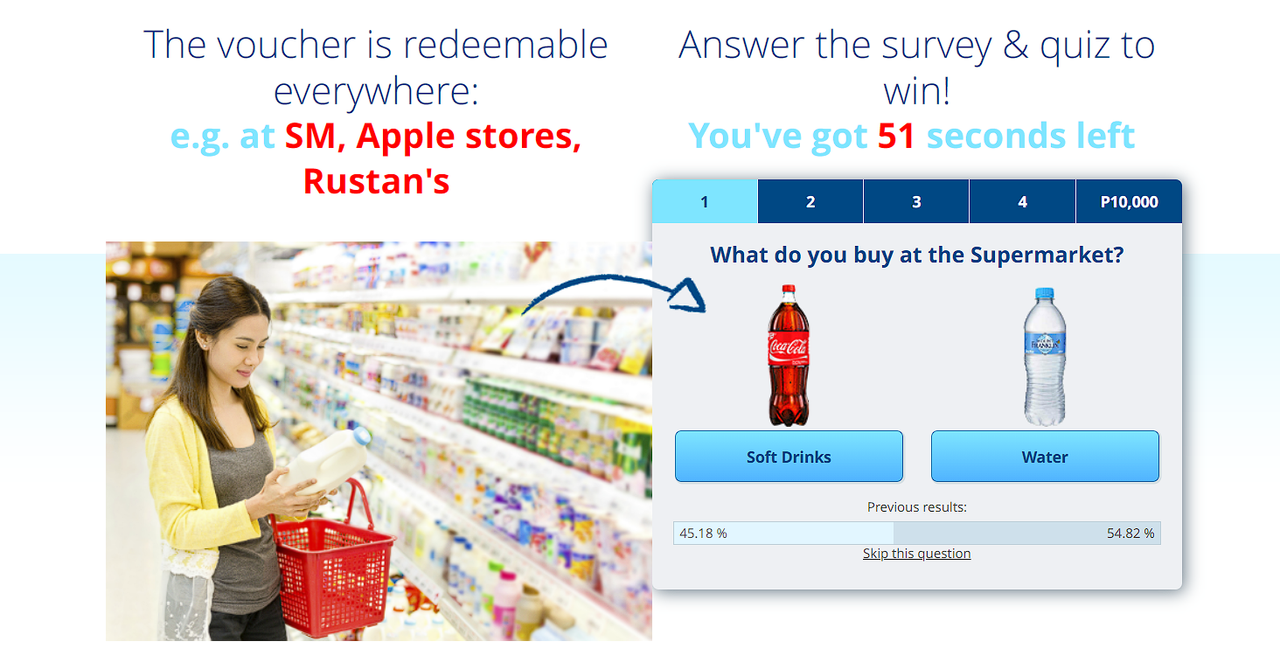 The voucher is redeemable
everywhere:
e.g. at SM, Apple stores,
Rustan's
Answer the survey & quiz to
win!
You've got 51 seconds left
1 2 3 4 P10,000
What do you buy at the Supermarket?
Coca-Cola
FRANKLIN
Soft Drinks Water
Previous results:
45.18 % 54.82 %
Skip this question